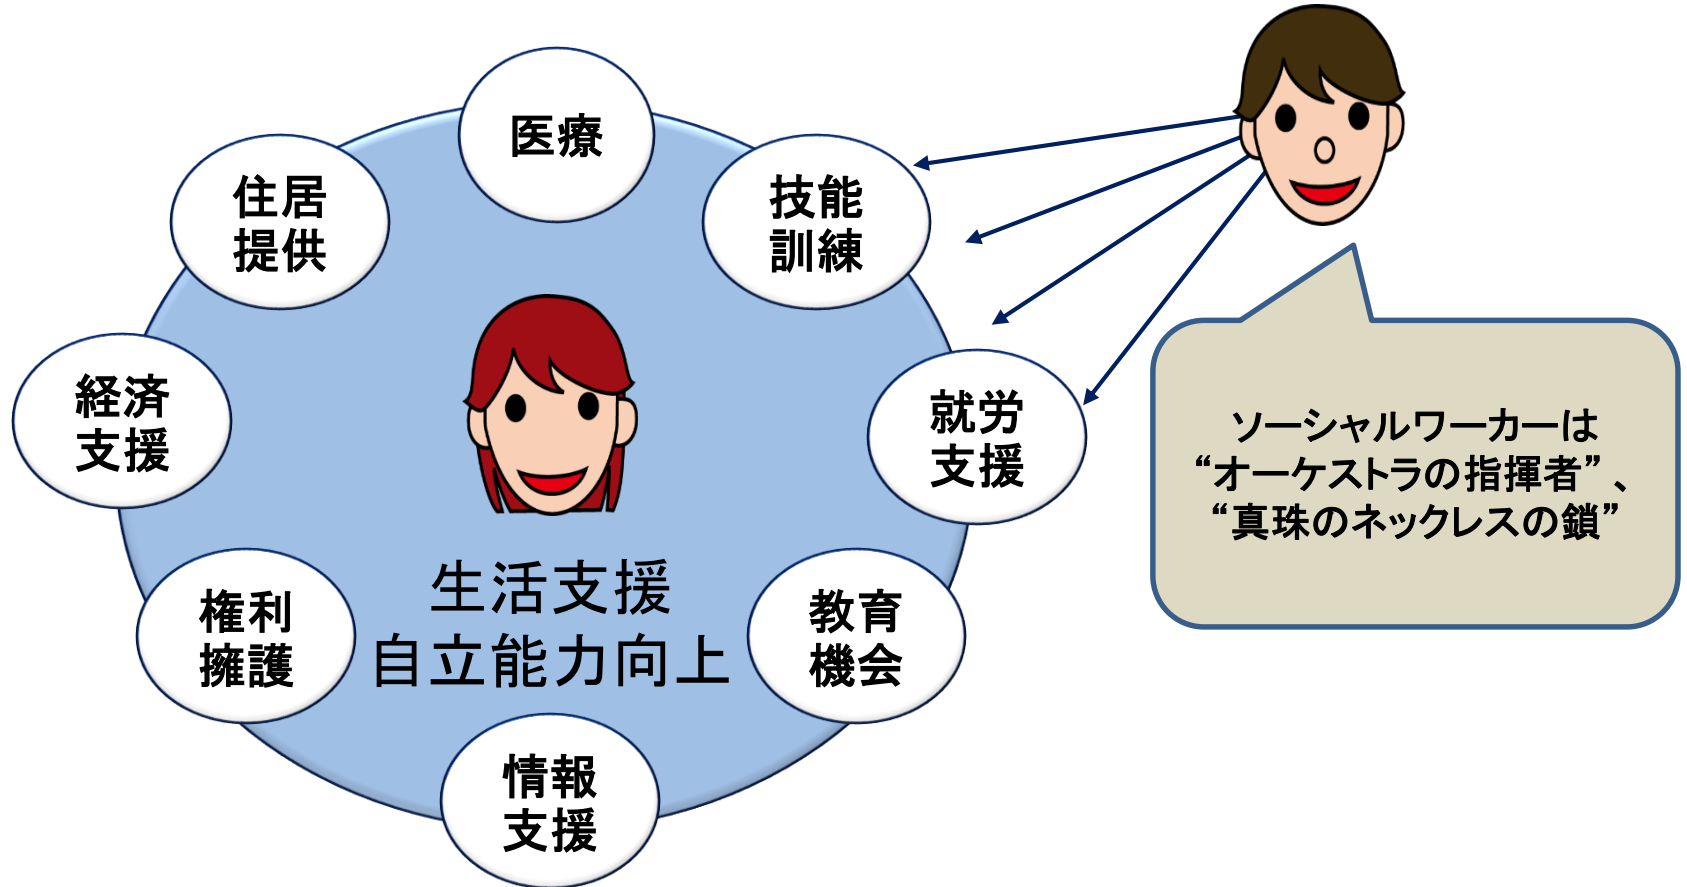 医療
住居
提供
技能
訓練
経済
支援
就労
支援
権利
擁護
教育
機会
情報
支援
生活支援
自立能力向上
ソーシャルワーカーは
“オーケストラの指揮者”、
“真珠のネックレスの鎖”